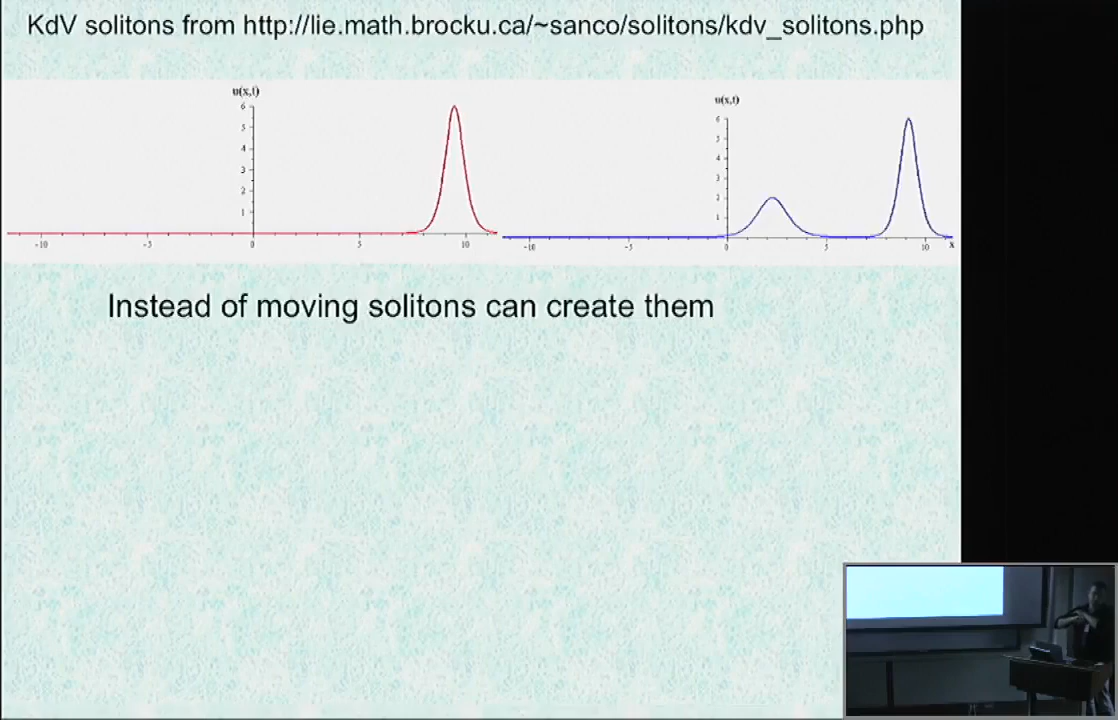 KdV solitons from http://lie.math.brocku.ca/~sanco/solitons/kdv_solitons.php
u(x,t)
6
5
4
3
2
1
-10 -5 0 5 10
u(x,t)
6
5
4
3
2
1
-10 -5 0 5 10 x
Instead of moving solitons can create them